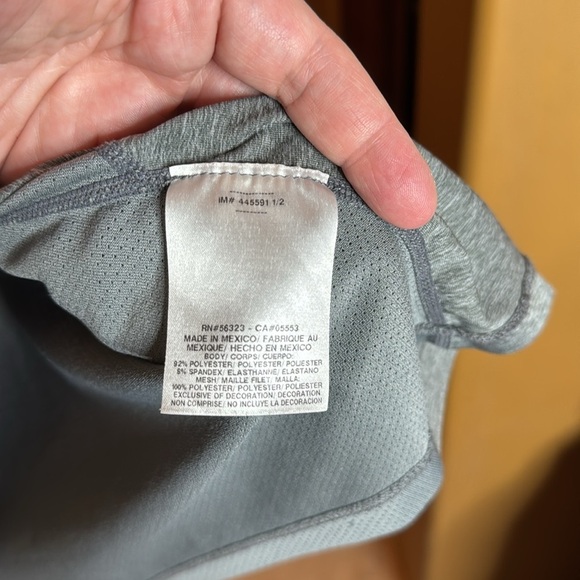 IM# 445591 1/2
RN#56323 - CA#05553
MADE IN MEXICO/ FABRIQUE AU
MEXIQUE/ HECHO EN MEXICO
BODY/ CORPS/ CUERPO:
92% POLYESTER/ POLYESTER/ POLIESTER
8% SPANDEX/ ELASTHANNE/ ELASTANO
MESH/ MAILLE FILET/ MALLA:
100% POLYESTER/ POLYESTER/ POLIESTER
EXCLUSIVE OF DECORATION/ DECORATION
NON COMPRISE/ NO INCLUYE LA DECORACION